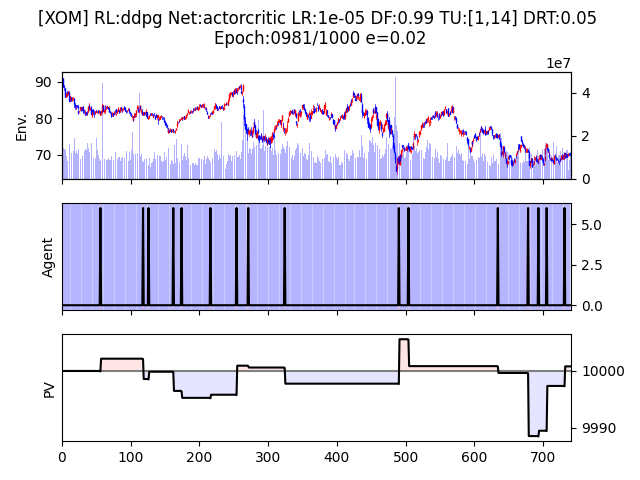 [XOM] RL:ddpg Net:actorcritic LR:1e-05 DF:0.99 TU:[1,14] DRT:0.05
Epoch:0981/1000 e=0.02
1e7
90
80
70
Env.
4
2
0
Agent
5.0
2.5
0.0
PV
10000
9990
0 100 200 300 400 500 600 700